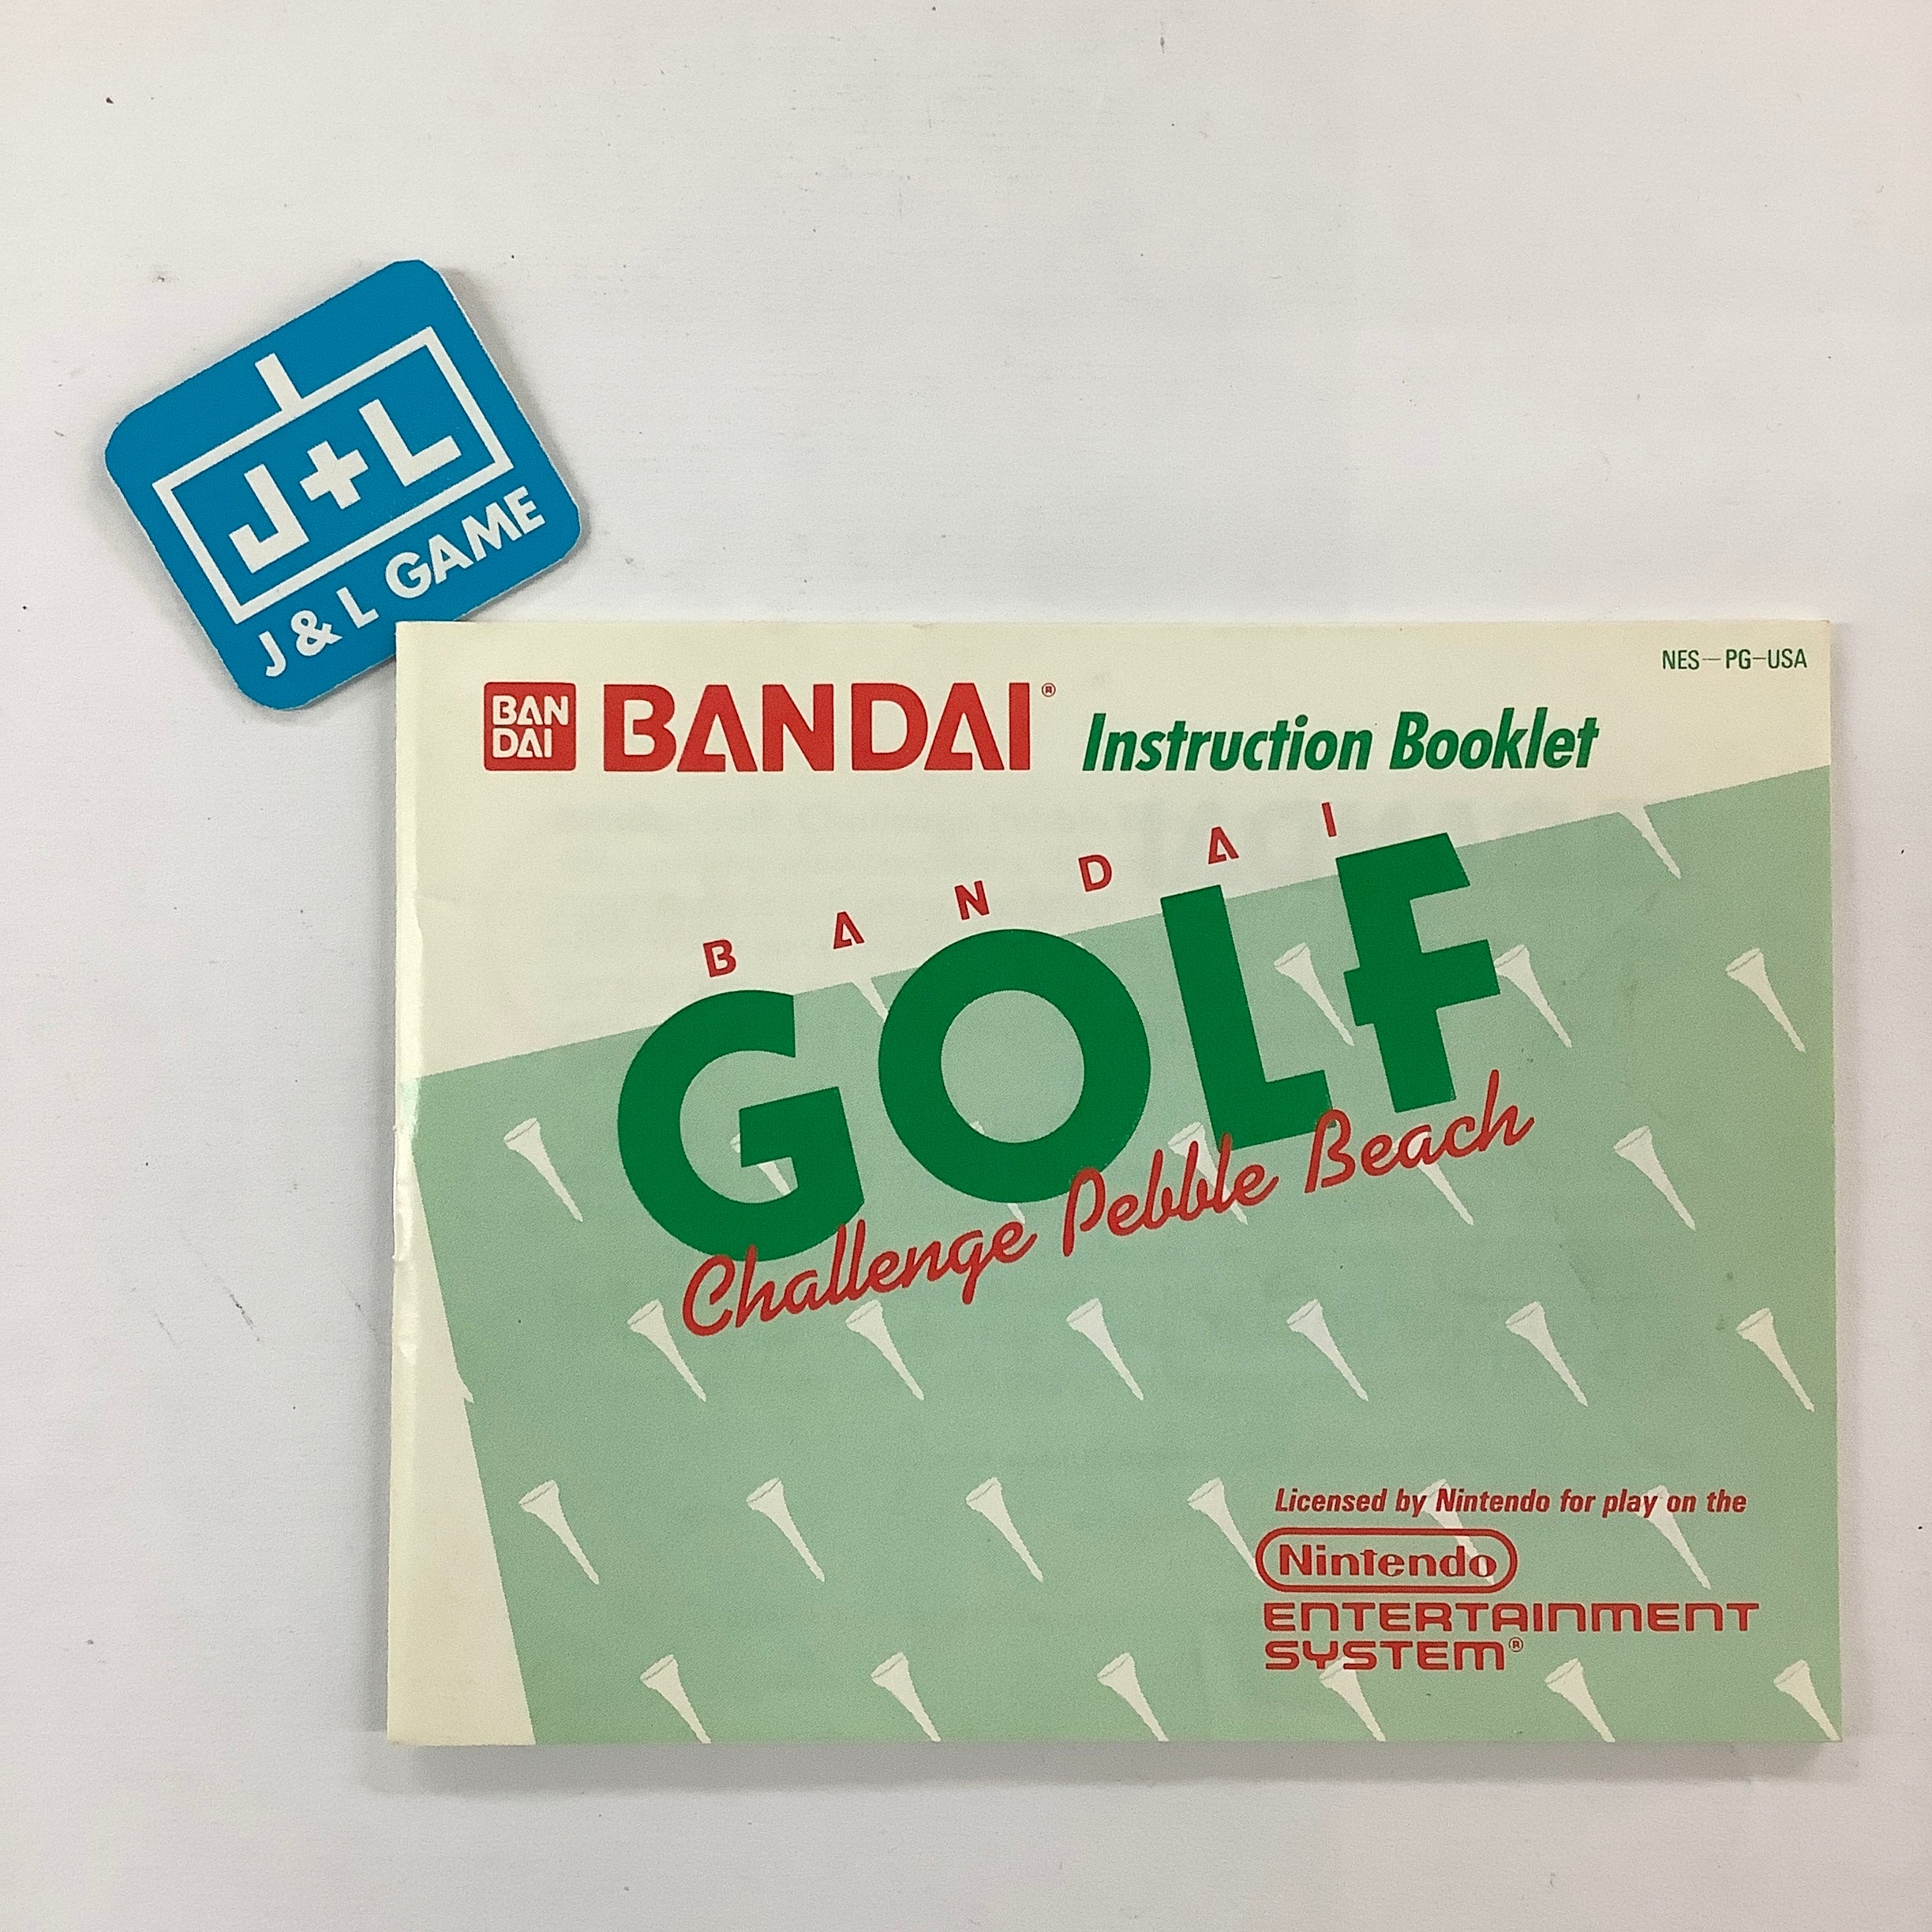 J+L
J & L GAME
NES-PG-USA
BAN
DAI
BANDAI® Instruction Booklet
BANDAI
GOLF
Challenge Pebble Beach
Licensed by Nintendo for play on the
Nintendo
ENTERTAINMENT
SYSTEM®